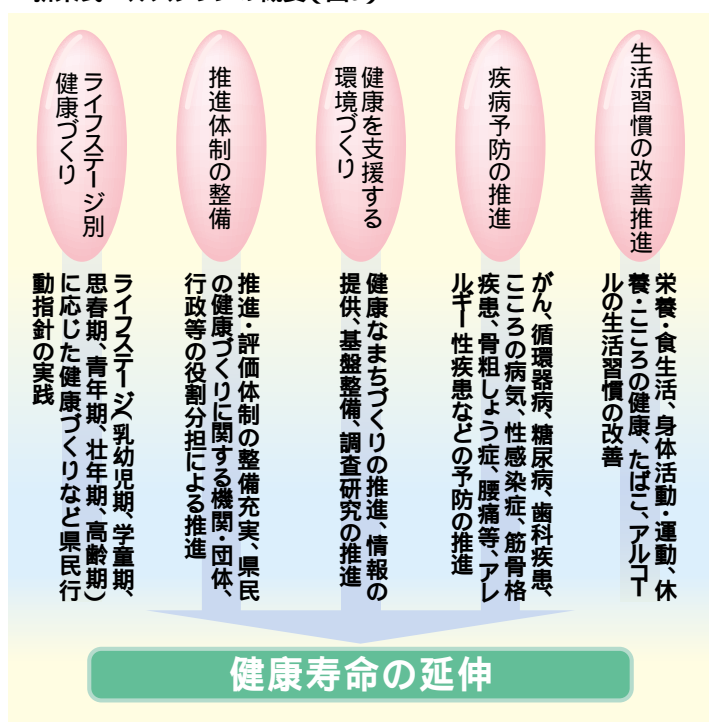 生活習慣の改善推進
栄養・食生活、身体活動・運動、休
養・こころの健康、たばこ、アルコー
ルの生活習慣の改善
疾病予防の推進
がん、循環器病、糖尿病、歯科疾患、
こころの病気、性感染症、筋骨格
疾患、骨粗しょう症、腰痛等、アレ
ルギー性疾患などの予防の推進
健康を支援する
環境づくり
健康なまちづくりの推進、情報の
提供、基盤整備、調査研究の推進
推進体制の整備
推進・評価体制の整備充実、県民
の健康づくりに関する機関・団体、
行政等の役割分担による推進
ライフステージ別
健康づくり
ライフステージ(乳幼児期、学童期、
思春期、青年期、壮年期、高齢期)
に応じた健康づくりなど県民行
動指針の実践
健康寿命の延伸